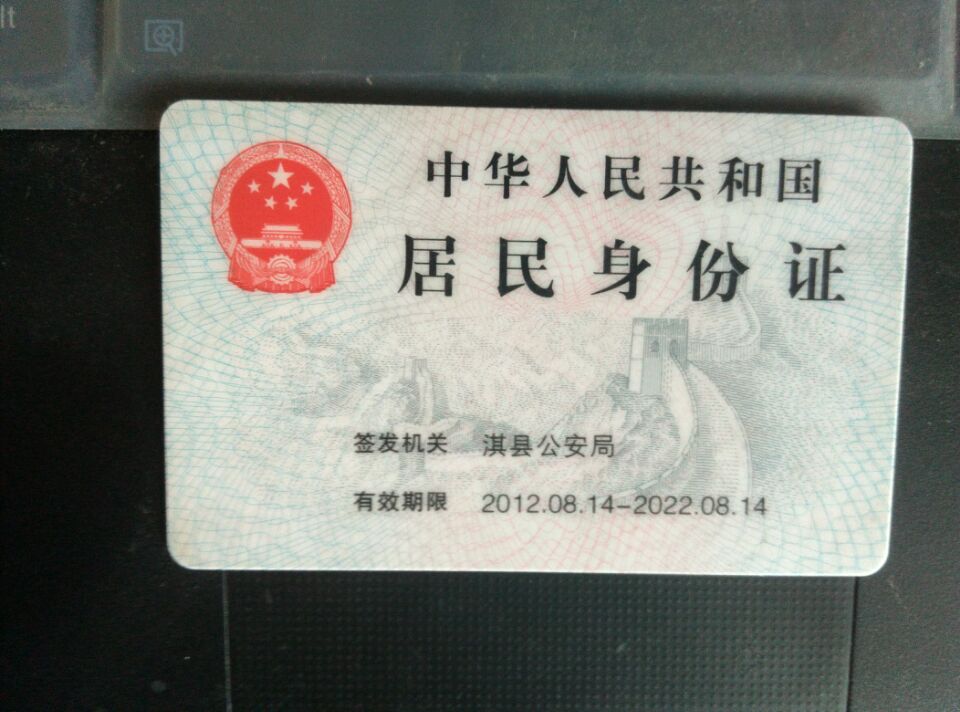 lt
中华人民共和国
居民身份证
签发机关 淇县公安局
有效期限 2012.08.14-2022.08.14